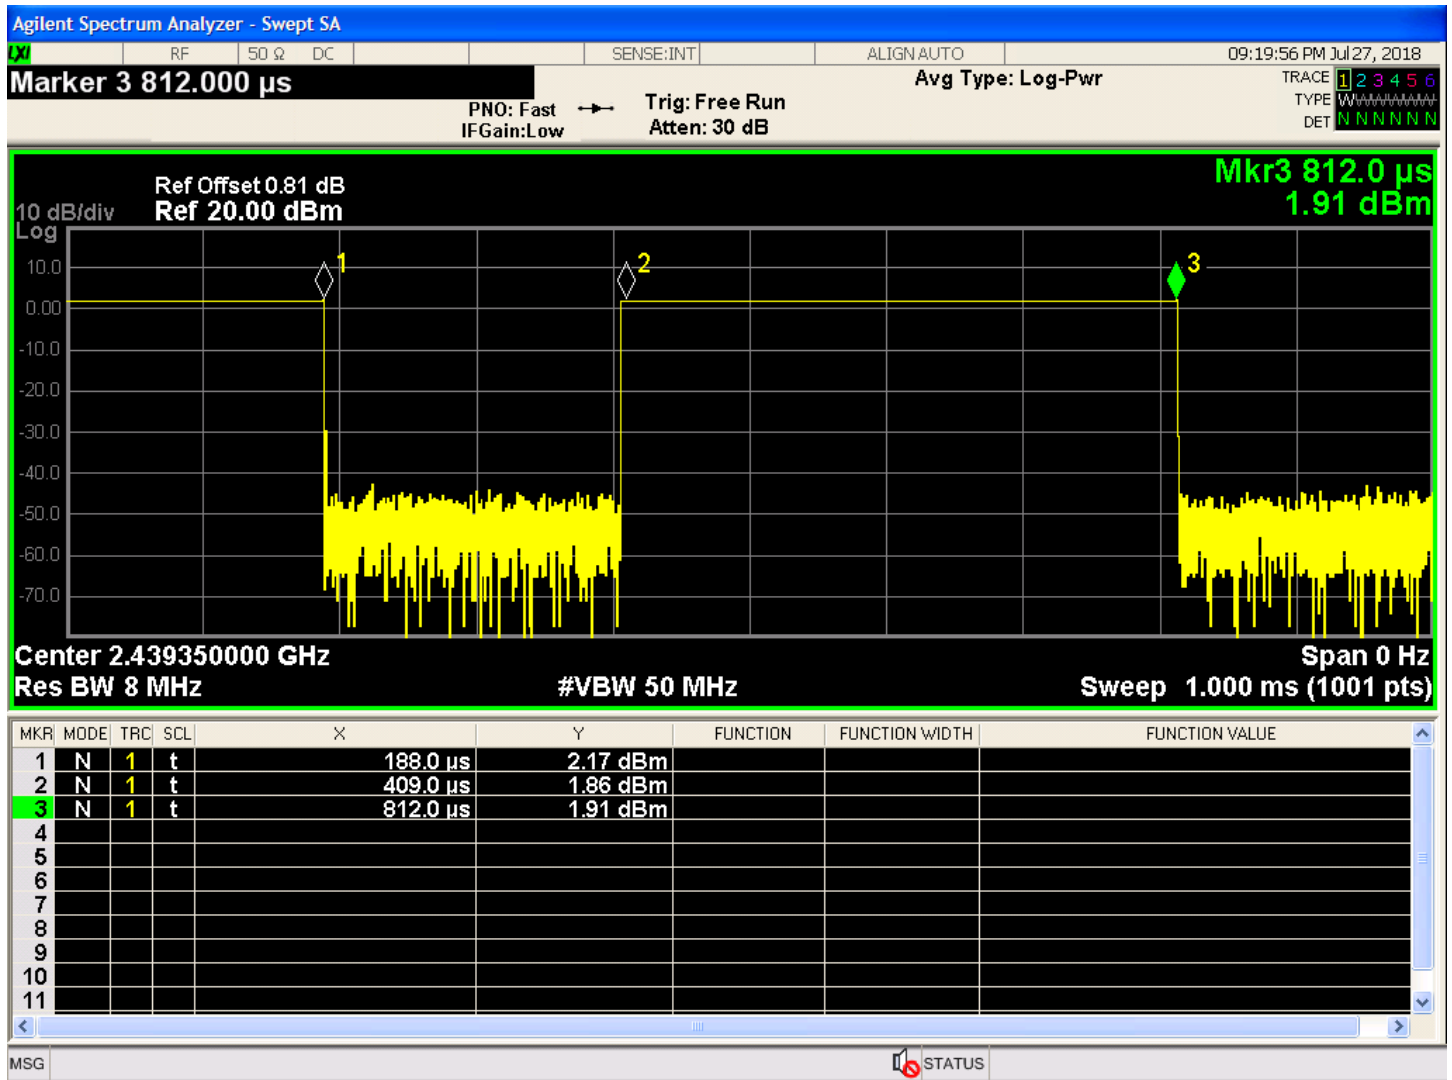 Agilent Spectrum Analyzer - Swept SA
LXI RF 50 Ω DC SENSE:INT ALIGN AUTO 09:19:56 PM Jul 27, 2018
Marker 3 812.000 µs
Avg Type: Log-Pwr
TRACE 1 2 3 4 5 6
PNO: Fast
IFGain:Low
Trig: Free Run
Atten: 30 dB
TYPE W
DET N N N N N N
Mkr3 812.0 µs
1.91 dBm
Ref Offset 0.81 dB
10 dB/div Ref 20.00 dBm
Log
1
2
3
10.0
0.00
-10.0
-20.0
-30.0
-40.0
-50.0
-60.0
-70.0
Center 2.439350000 GHz Span 0 Hz
Res BW 8 MHz #VBW 50 MHz Sweep 1.000 ms (1001 pts)
MKR MODE TRC SCL X Y FUNCTION FUNCTION WIDTH FUNCTION VALUE
1 N 1 t 188.0 µs 2.17 dBm
2 N 1 t 409.0 µs 1.86 dBm
3 N 1 t 812.0 µs 1.91 dBm
4
5
6
7
8
9
10
11
MSG STATUS